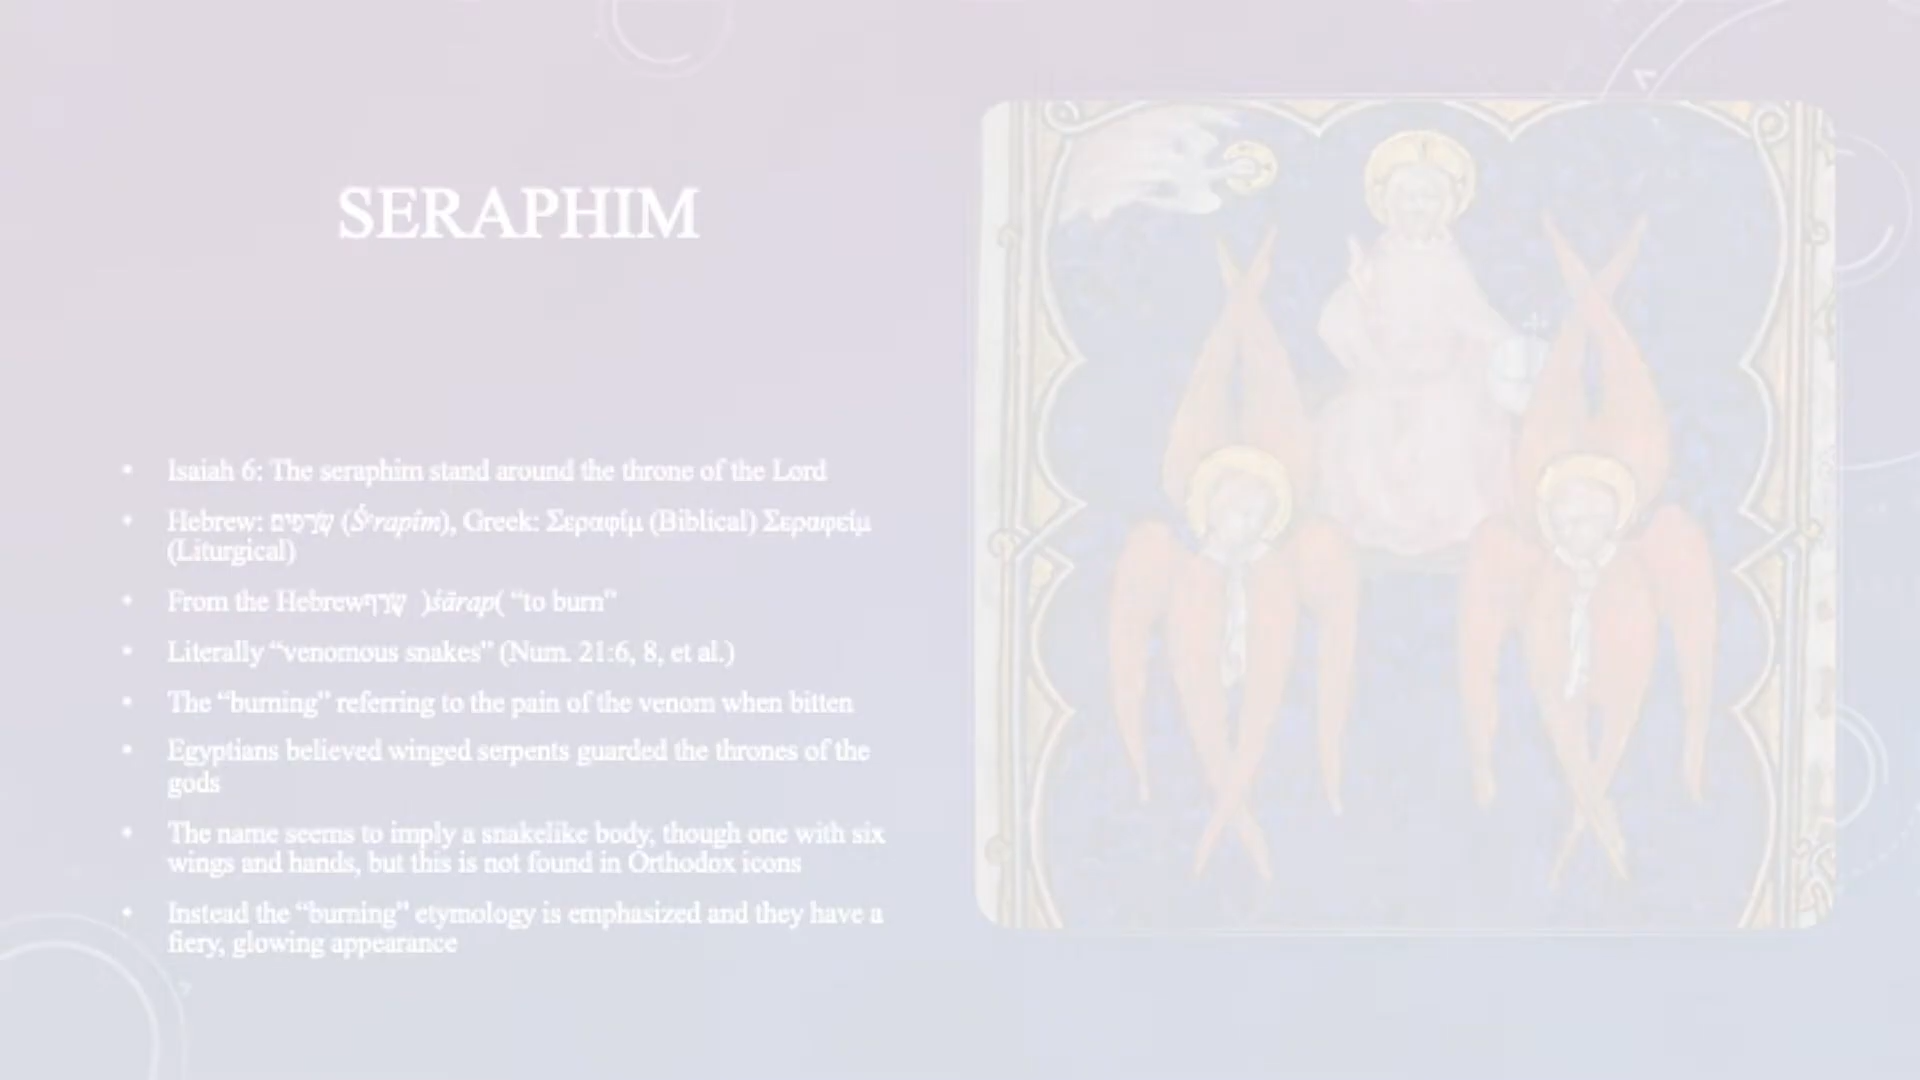 SERAPHIM
• Isaiah 6: The seraphim stand around the throne of the Lord
• Hebrew: שְׂרָפִים (Śᵊrapîm), Greek: Σεραφίμ (Biblical) Σεραφείμ
(Liturgical)
• From the Hebrewשָׂרַף )śārap( “to burn”
• Literally “venomous snakes” (Num. 21:6, 8, et al.)
• The “burning” referring to the pain of the venom when bitten
• Egyptians believed winged serpents guarded the thrones of the
gods
• The name seems to imply a snakelike body, though one with six
wings and hands, but this is not found in Orthodox icons
• Instead the “burning” etymology is emphasized and they have a
fiery, glowing appearance